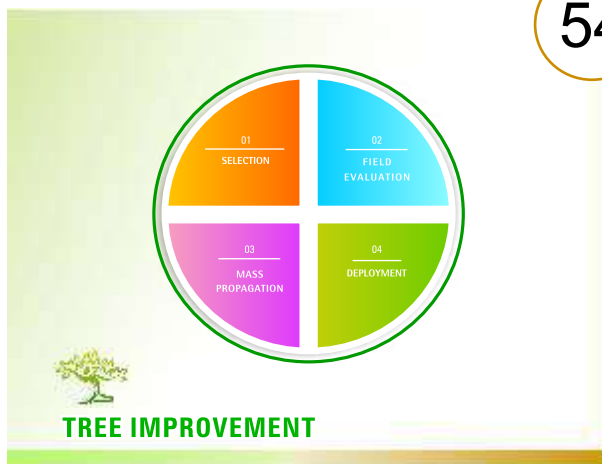 54
01
SELECTION
02
FIELD
EVALUATION
03
MASS
PROPAGATION
04
DEPLOYMENT
TREE IMPROVEMENT